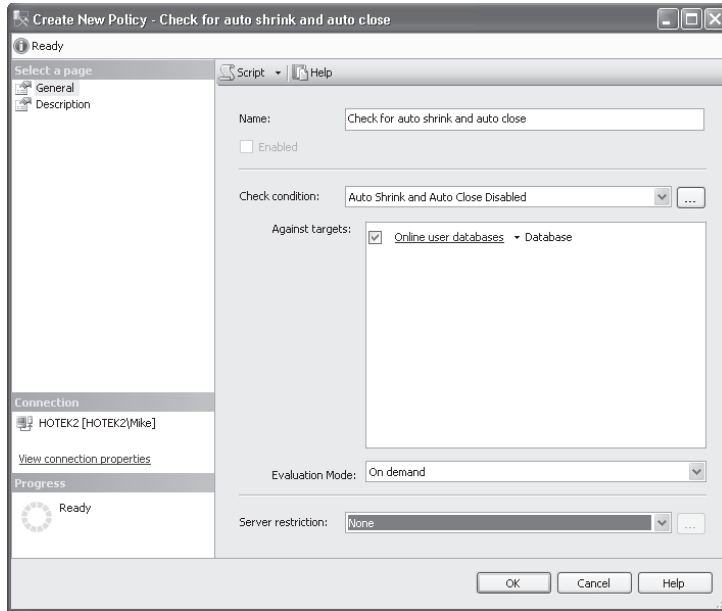 Create New Policy - Check for auto shrink and auto close
Ready
Select a page
General
Description
Script
Help
Name:
Check for auto shrink and auto close
Enabled
Check condition:
Auto Shrink and Auto Close Disabled
...
Against targets:
Online user databases
Database
Evaluation Mode:
On demand
Server restriction:
None
...
Connection
HOTEK2 [HOTEK2\Mike]
View connection properties
Progress
Ready
OK
Cancel
Help